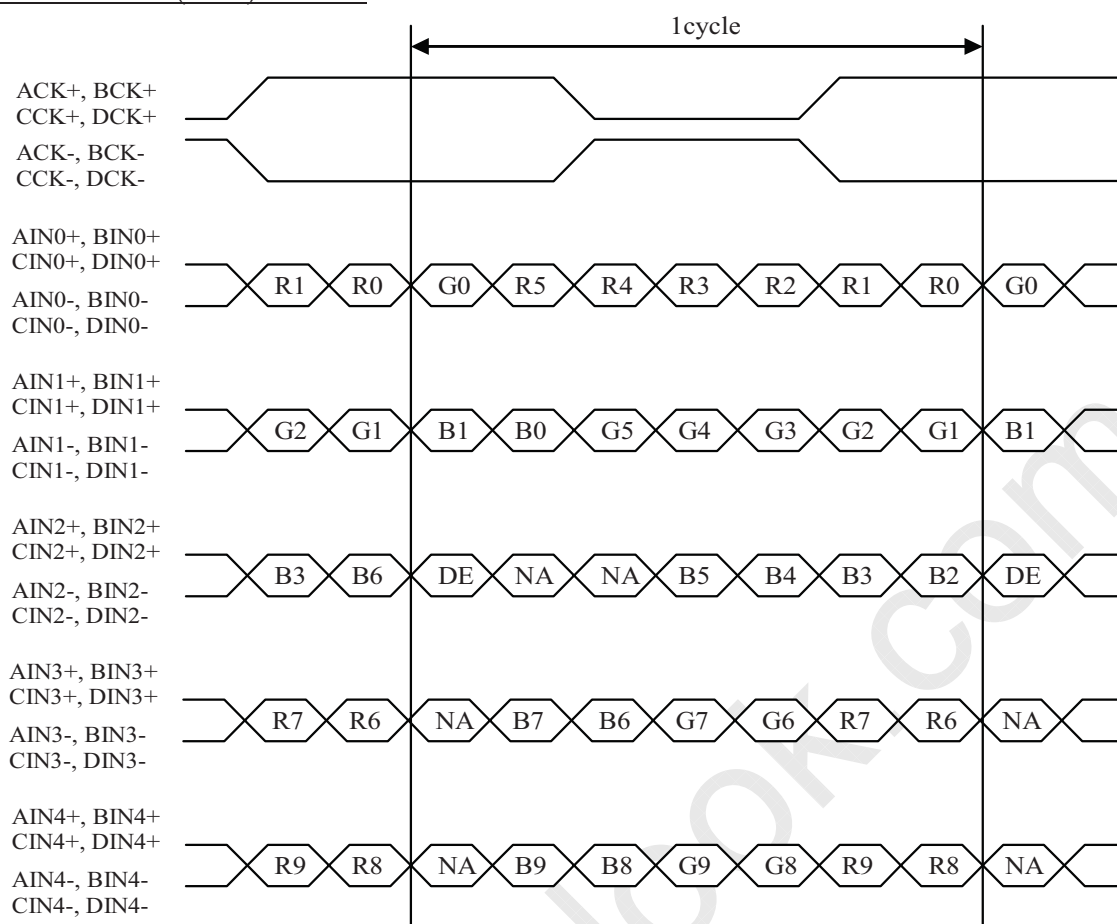 1cycle
ACK+, BCK+
CCK+, DCK+
ACK-, BCK-
CCK-, DCK-
AIN0+, BIN0+
CIN0+, DIN0+
R1 R0 G0 R5 R4 R3 R2 R1 R0 G0
AIN0-, BIN0-
CIN0-, DIN0-
AIN1+, BIN1+
CIN1+, DIN1+
G2 G1 B1 B0 G5 G4 G3 G2 G1 B1
AIN1-, BIN1-
CIN1-, DIN1-
AIN2+, BIN2+
CIN2+, DIN2+
B3 B6 DE NA NA B5 B4 B3 B2 DE
AIN2-, BIN2-
CIN2-, DIN2-
AIN3+, BIN3+
CIN3+, DIN3+
R7 R6 NA B7 B6 G7 G6 R7 R6 NA
AIN3-, BIN3-
CIN3-, DIN3-
AIN4+, BIN4+
CIN4+, DIN4+
R9 R8 NA B9 B8 G9 G8 R9 R8 NA
AIN4-, BIN4-
CIN4-, DIN4-
look.com